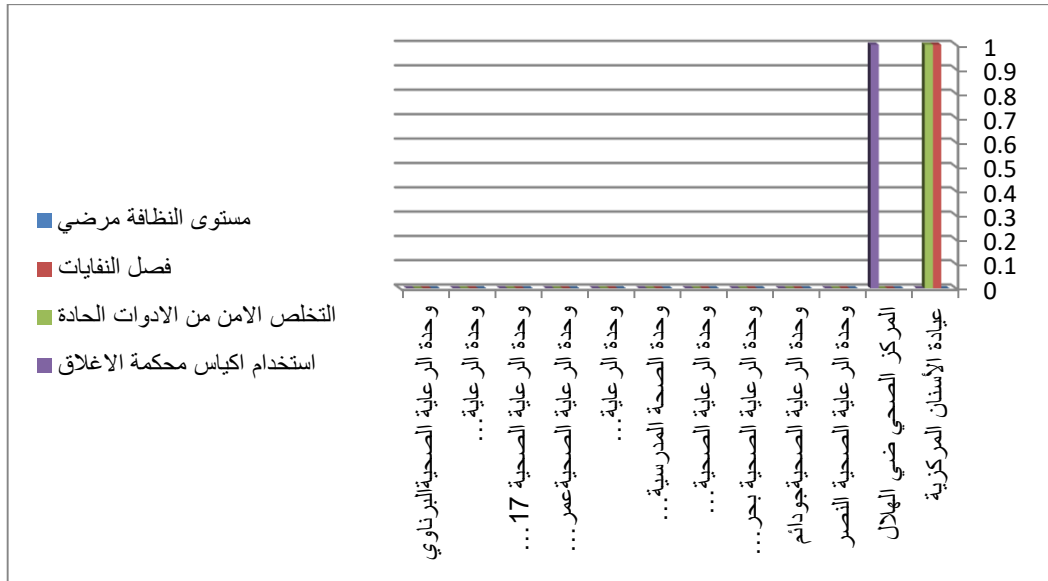 1
0.9
0.8
0.7
0.6
0.5
0.4
0.3
0.2
0.1
0
عيادة الأسنان المركزية
المركز الصحي ضي الهلال
وحدة الرعاية الصحية النصر
وحدة الرعاية الصحيةجودائم
وحدة الرعاية الصحية بحر…
وحدة الرعاية الصحية…
وحدة الصحة المدرسية…
وحدة الرعاية…
وحدة الرعاية الصحيةعمر…
وحدة الرعاية الصحية 17…
وحدة الرعاية…
وحدة الرعاية الصحيةالبرناوي
مستوى النظافة مرضي
فصل النفايات
التخلص الامن من الادوات الحادة
استخدام اكياس محكمة الاغلاق